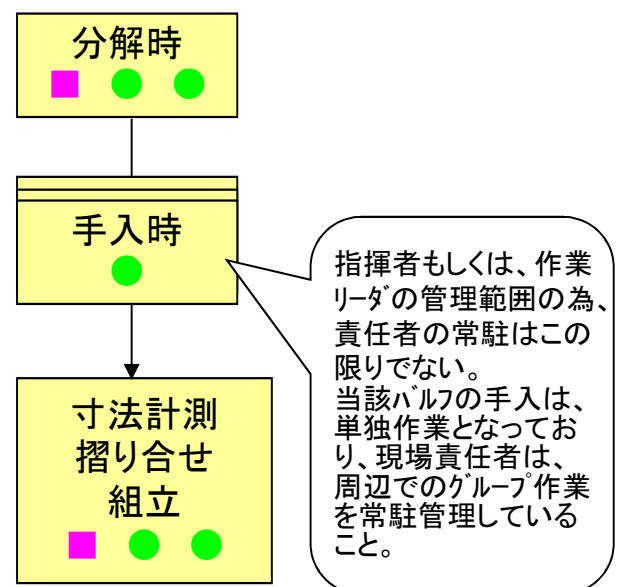 分解時
手入時
寸法計測
摺り合せ
組立
指揮者もしくは、作業
ﾘｰﾀﾞの管理範囲の為、
責任者の常駐はこの
限りでない。
当該ﾊﾞﾙﾌﾞの手入は、
単独作業となってお
り、現場責任者は、
周辺でのｸﾞﾙｰﾌﾟ作業
を常駐管理している
こと。